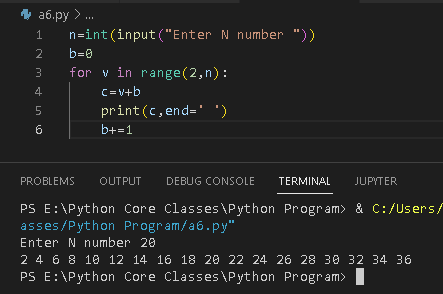 a6.py > ...
1 n=int(input("Enter N number "))
2 b=0
3 for v in range(2,n):
4 c=v+b
5 print(c,end=' ')
6 b+=1
PROBLEMS OUTPUT DEBUG CONSOLE TERMINAL JUPYTER
PS E:\Python Core Classes\Python Program> & C:/Users/
asses/Python Program/a6.py"
Enter N number 20
2 4 6 8 10 12 14 16 18 20 22 24 26 28 30 32 34 36
PS E:\Python Core Classes\Python Program>